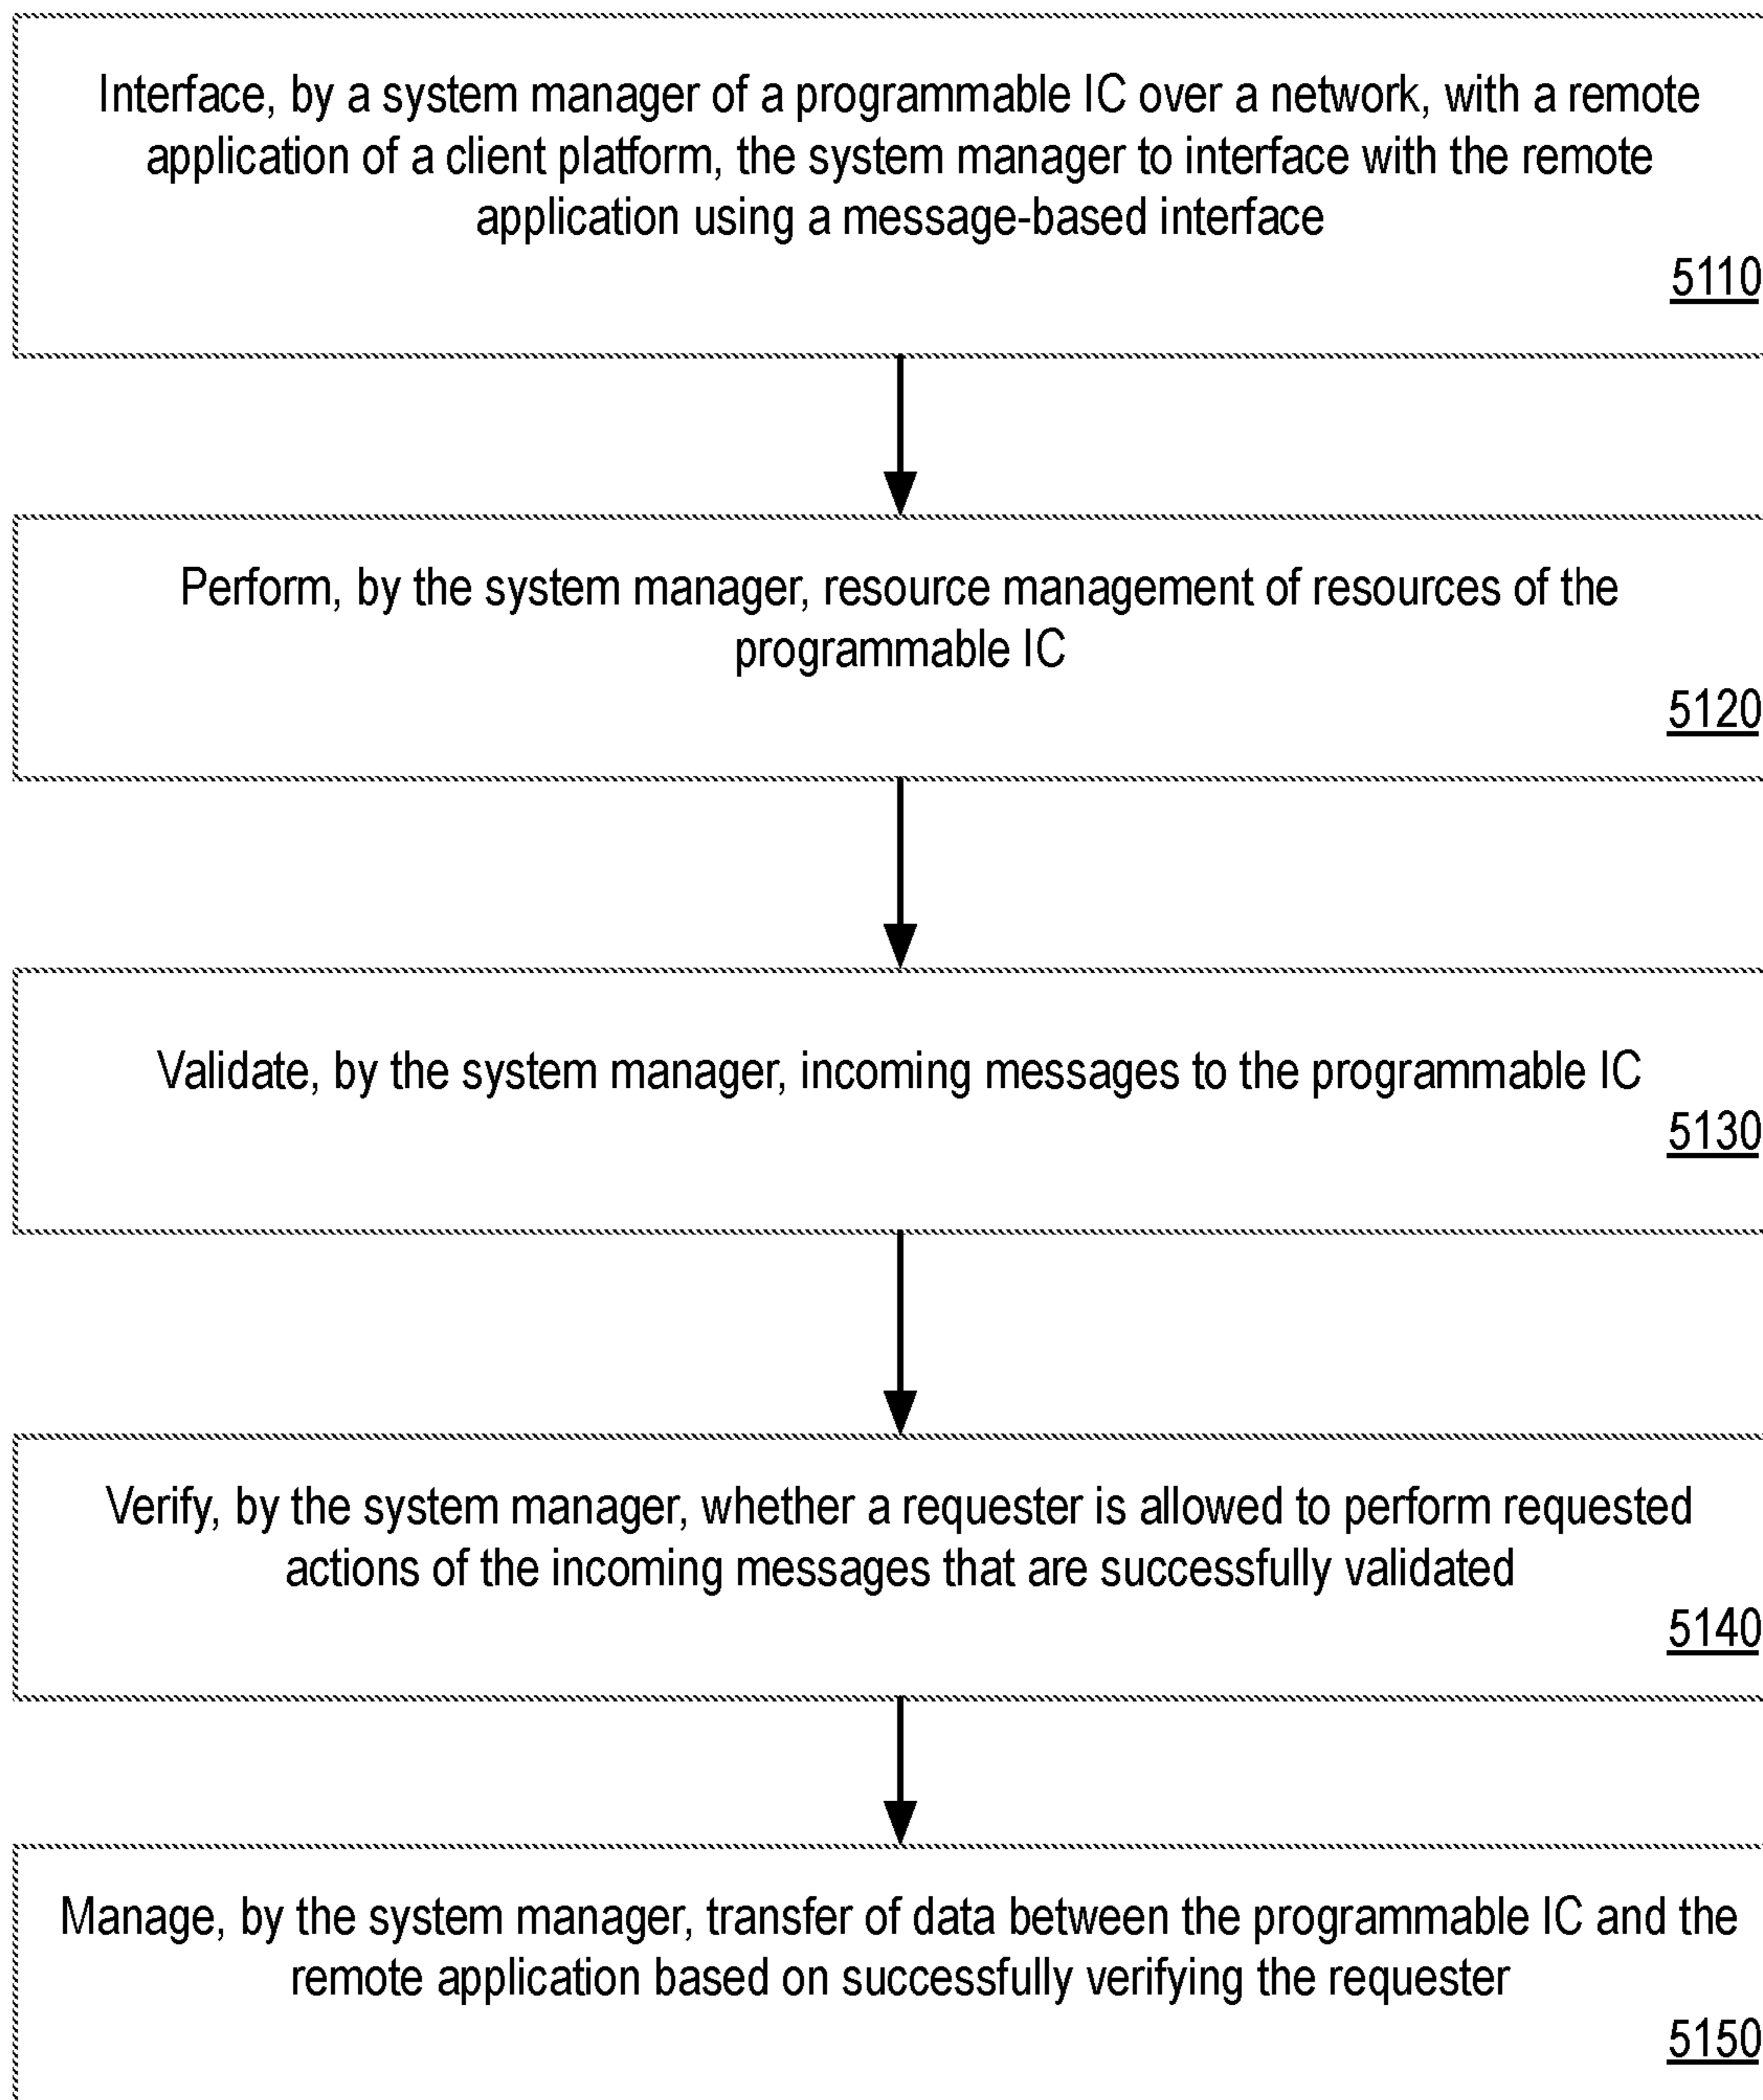 Interface, by a system manager of a programmable IC over a network, with a remote
application of a client platform, the system manager to interface with the remote
application using a message-based interface
5110
Perform, by the system manager, resource management of resources of the
programmable IC
5120
Validate, by the system manager, incoming messages to the programmable IC
5130
Verify, by the system manager, whether a requester is allowed to perform requested
actions of the incoming messages that are successfully validated
5140
Manage, by the system manager, transfer of data between the programmable IC and the
remote application based on successfully verifying the requester
5150